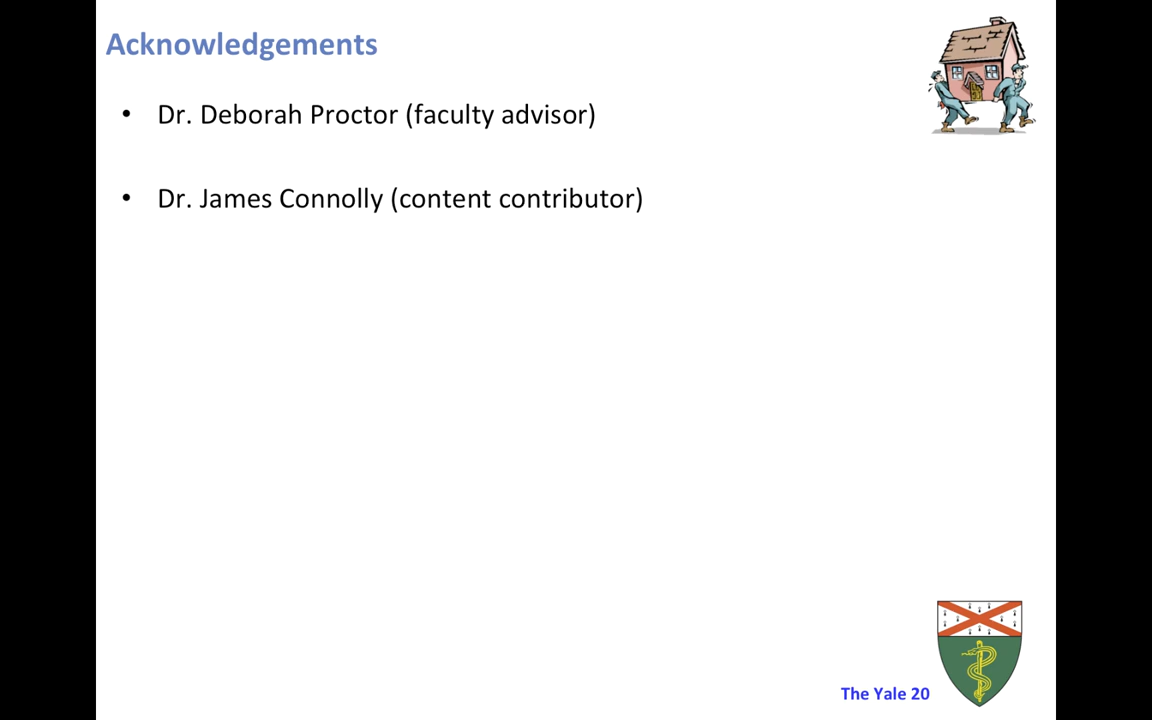 Acknowledgements
• Dr. Deborah Proctor (faculty advisor)
• Dr. James Connolly (content contributor)
The Yale 20